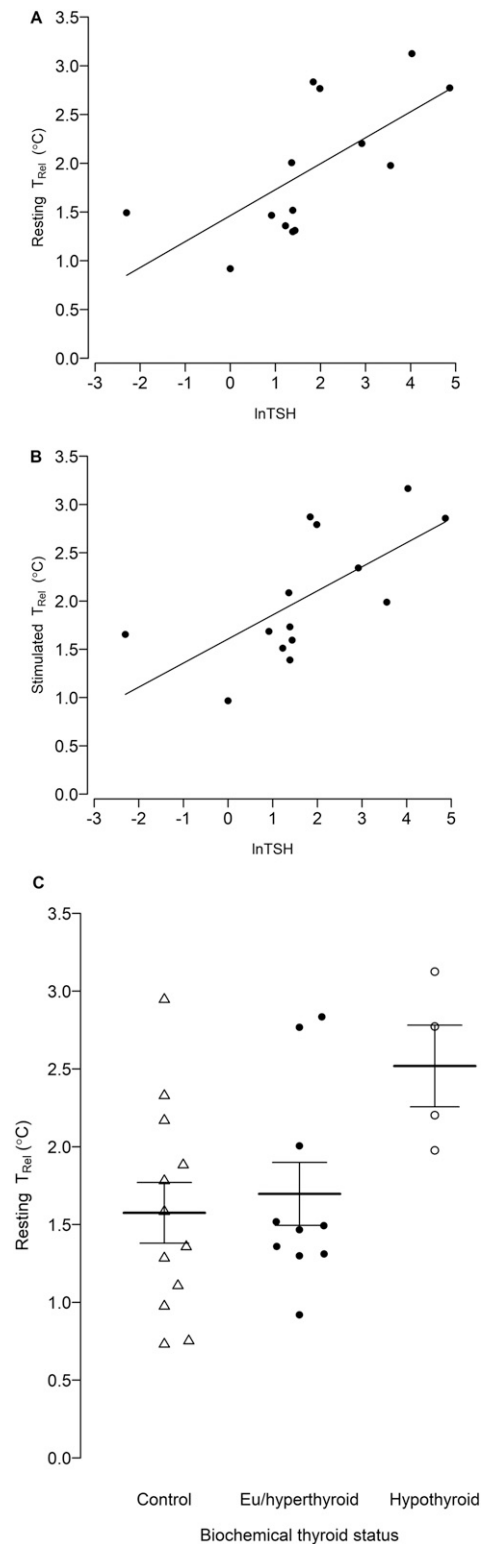 A
3.5
3.0
2.5
2.0
1.5
1.0
0.5
0.0
Resting TRel (°C)
-3 -2 -1 0 1 2 3 4 5
lnTSH
B
3.5
3.0
2.5
2.0
1.5
1.0
0.5
0.0
Stimulated TRel (°C)
-3 -2 -1 0 1 2 3 4 5
lnTSH
C
3.5
3.0
2.5
2.0
1.5
1.0
0.5
0.0
Resting TRel (°C)
Control Eu/hyperthyroid Hypothyroid
Biochemical thyroid status